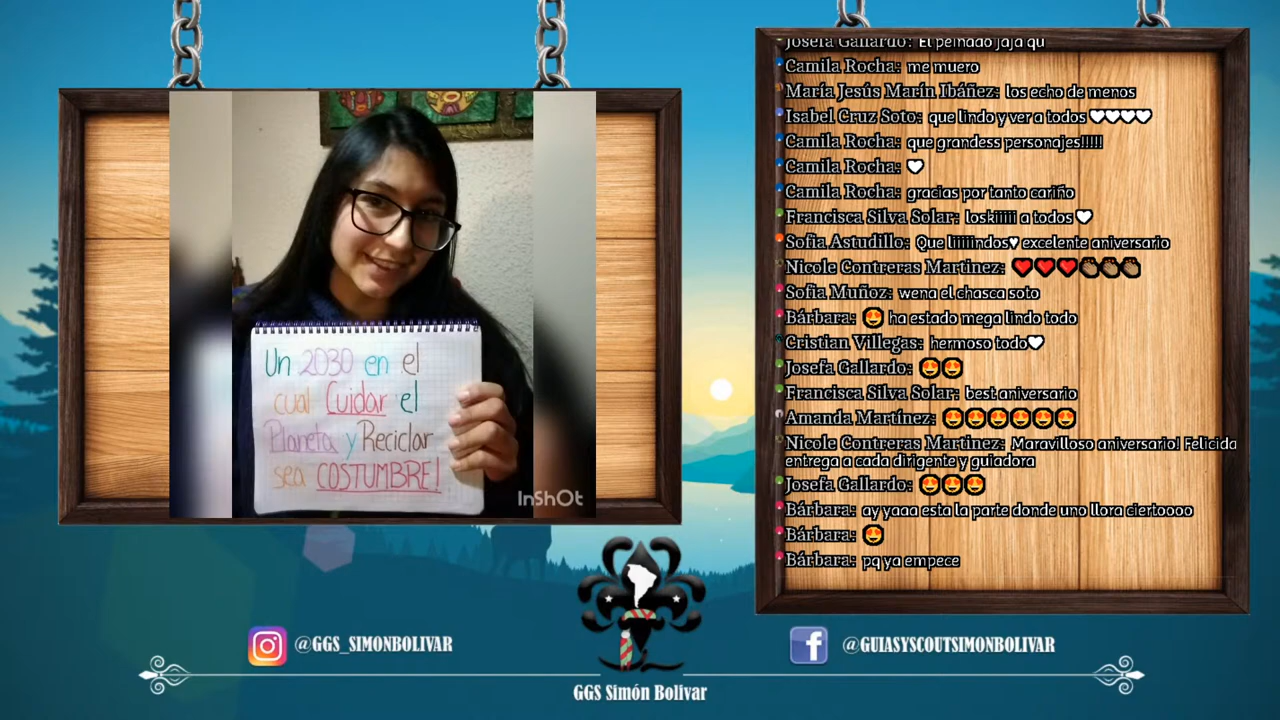 Un 2030 en el
cual Cuidar el
Planeta y Reciclar
sea COSTUMBRE!
InShOt
Josefa Gallardo: El peinado jaja qu
Camila Rocha: me muero
María Jesús Marín Ibáñez: los echo de menos
Isabel Cruz Soto: que lindo y ver a todos 🤍🤍🤍🤍
Camila Rocha: que grandess personajes!!!!!
Camila Rocha: 🤍
Camila Rocha: gracias por tanto cariño
Francisca Silva Solar: loskiiiii a todos 🤍
Sofia Astudillo: Que liiiiindos♥ excelente aniversario
Nicole Contreras Martinez: ❤❤❤👏🏾👏🏾👏🏾
Sofia Muñoz: wena el chasca soto
Bárbara: 😍 ha estado mega lindo todo
Cristian Villegas: hermoso todo🤍
Josefa Gallardo: 😍😍
Francisca Silva Solar: best aniversario
Amanda Martínez: 😍😍😍😍😍😍
Nicole Contreras Martinez: Maravilloso aniversario! Felicida
entrega a cada dirigente y guiadora
Josefa Gallardo: 😍😍😍
Bárbara: ay yaaa esta la parte donde uno llora ciertoooo
Bárbara: 😍
Bárbara: pq ya empece
@GGS_SIMONBOLIVAR
@GUIASYSCOUTSIMONBOLIVAR
GGS Simón Bolivar